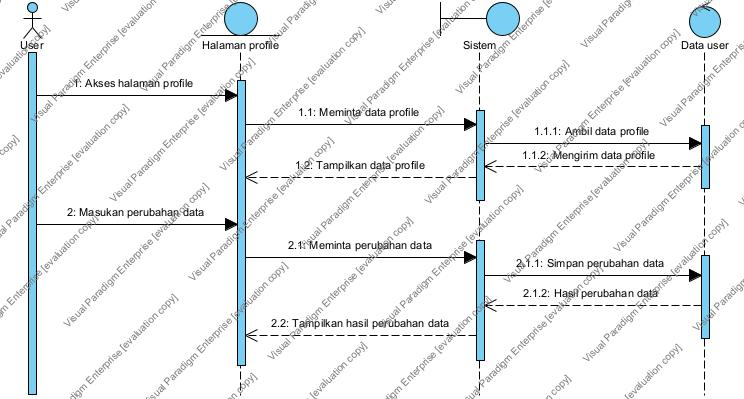 User
Halaman profile
Sistem
Data user
1: Akses halaman profile
1.1: Meminta data profile
1.1.1: Ambil data profile
1.1.2: Mengirim data profile
1.2: Tampilkan data profile
2: Masukan perubahan data
2.1: Meminta perubahan data
2.1.1: Simpan perubahan data
2.1.2: Hasil perubahan data
2.2: Tampilkan hasil perubahan data
Visual Paradigm Enterprise [evaluation copy]